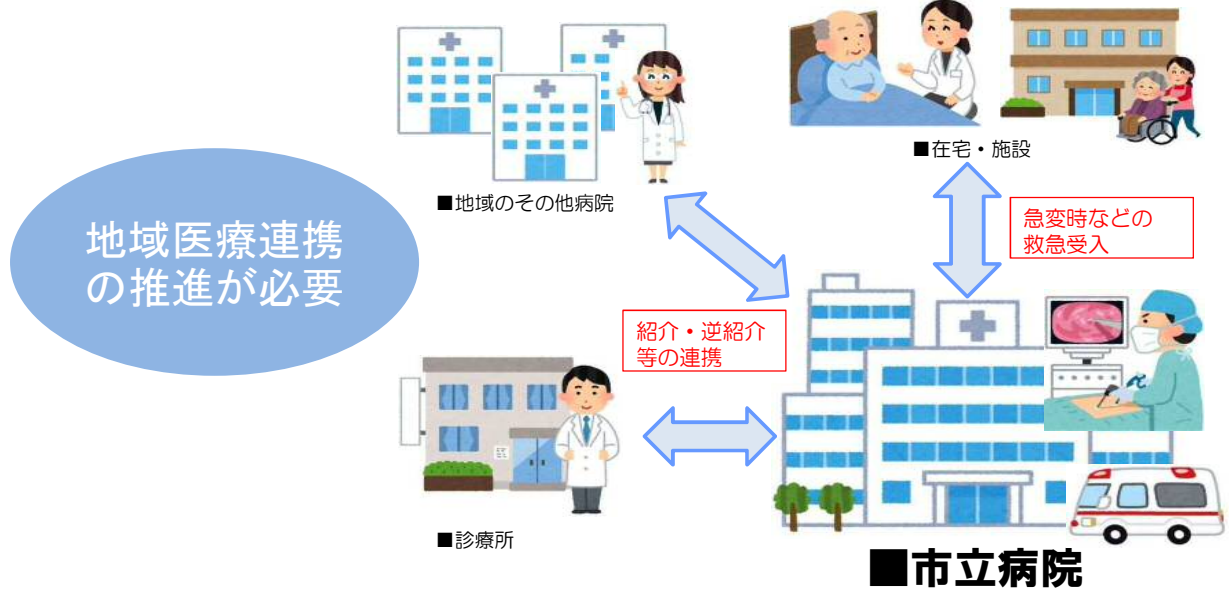 ■地域のその他病院
■在宅・施設
地域医療連携
の推進が必要
急変時などの
救急受入
紹介・逆紹介
等の連携
■診療所
■市立病院